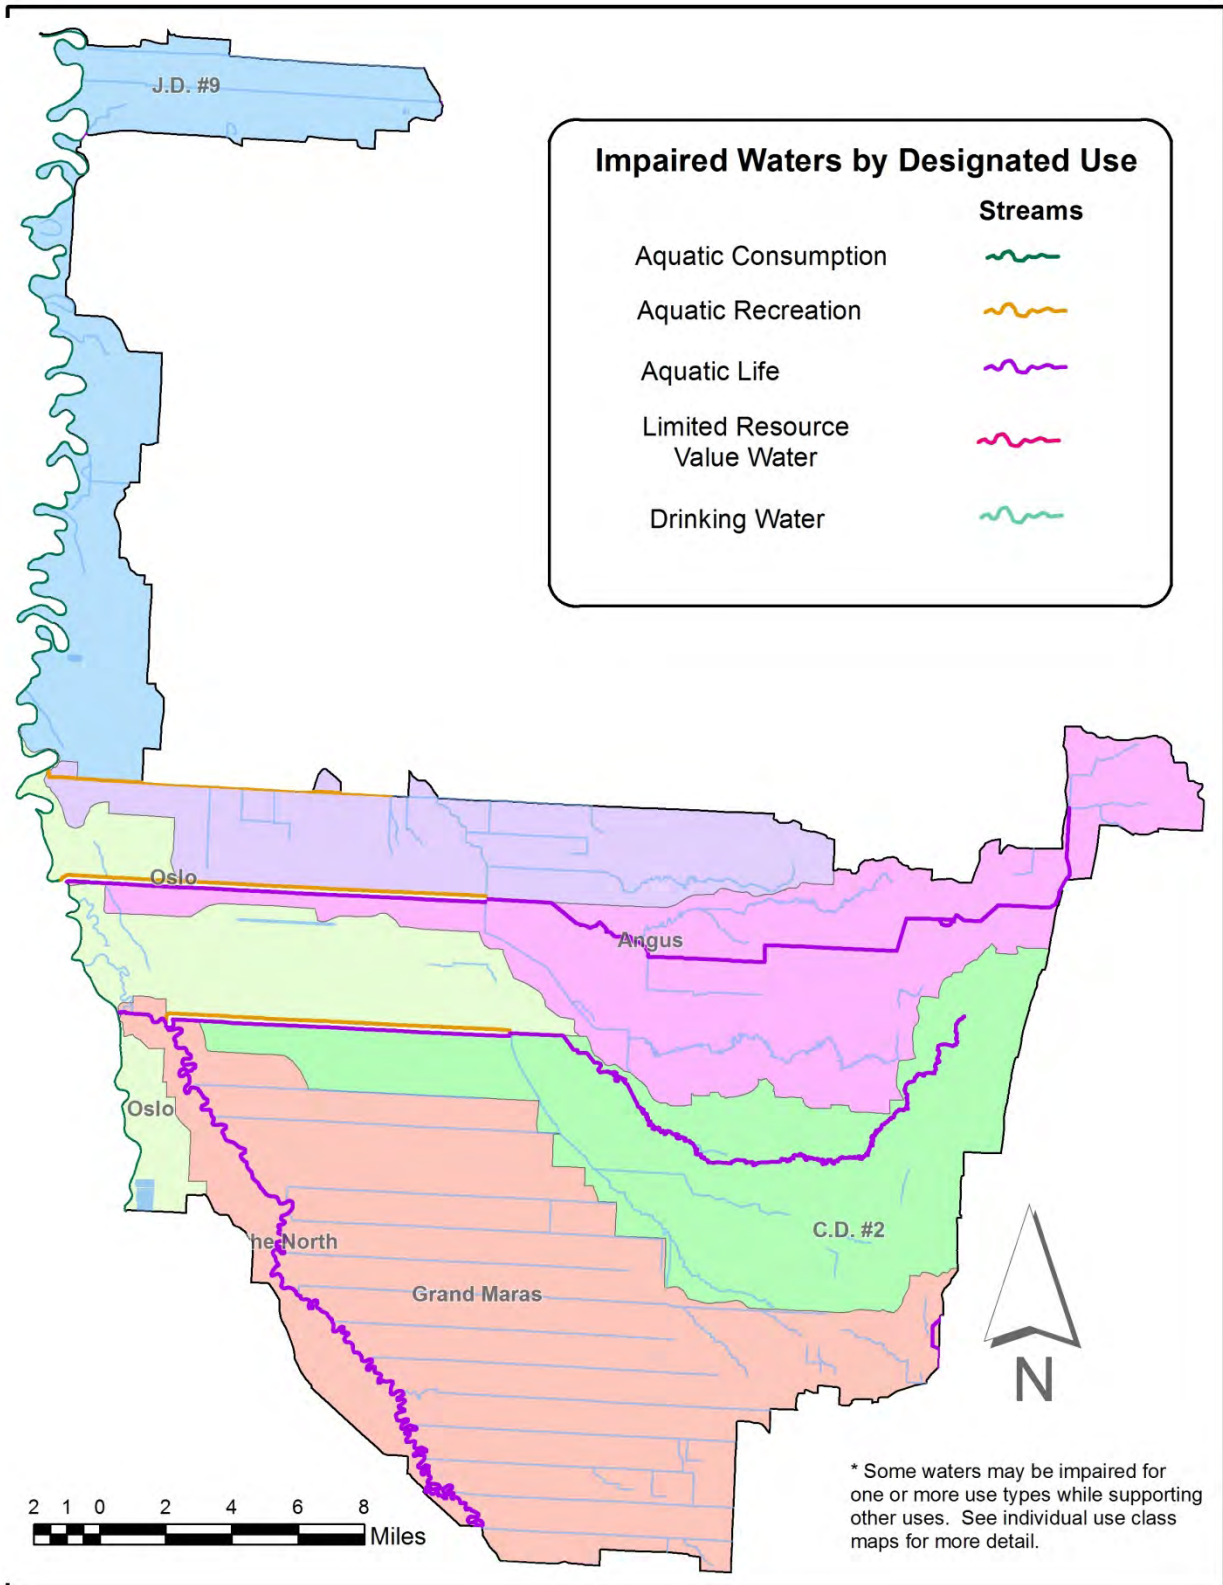 J.D. #9
Impaired Waters by Designated Use
Streams
Aquatic Consumption
Aquatic Recreation
Aquatic Life
Limited Resource
Value Water
Drinking Water
Oslo
Angus
Oslo
C.D. #2
he North
Grand Maras
N
* Some waters may be impaired for
one or more use types while supporting
other uses. See individual use class
maps for more detail.
2 1 0 2 4 6 8
Miles